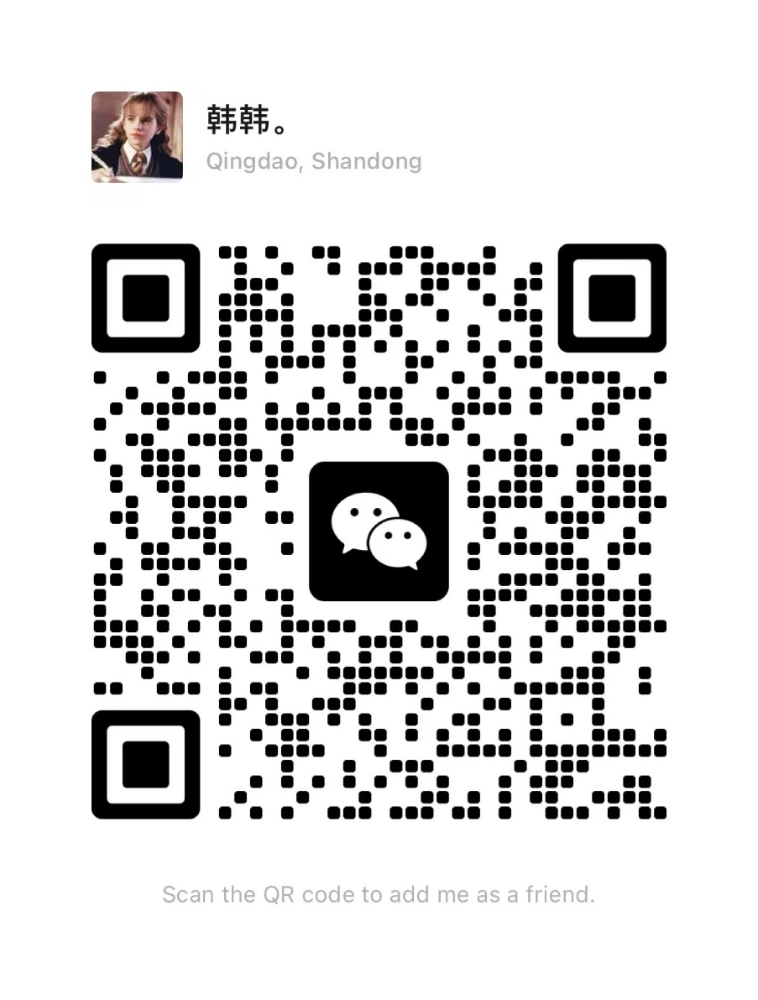 韩韩。
Qingdao, Shandong
Scan the QR code to add me as a friend.